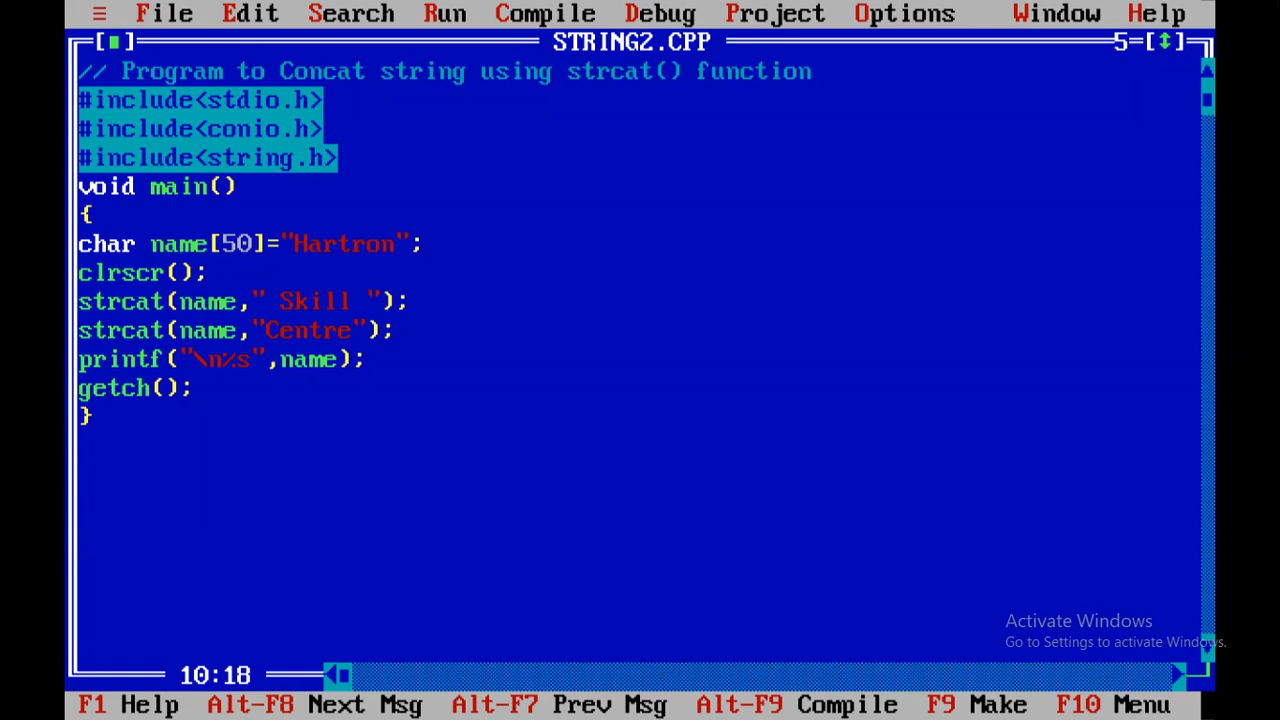 ≡ File Edit Search Run Compile Debug Project Options Window Help
[■] STRING2.CPP 5=[↕]
// Program to Concat string using strcat() function
#include<stdio.h>
#include<conio.h>
#include<string.h>
void main()
{
char name[50]="Hartron";
clrscr();
strcat(name," Skill ");
strcat(name,"Centre");
printf("\n%s",name);
getch();
}
Activate Windows
Go to Settings to activate Windows.
10:18
F1 Help Alt-F8 Next Msg Alt-F7 Prev Msg Alt-F9 Compile F9 Make F10 Menu